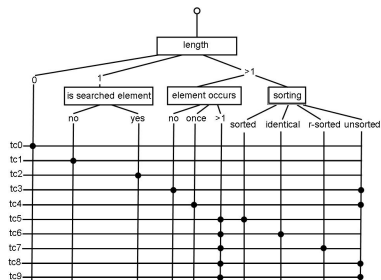 length
0 1 >1
is searched element element occurs sorting
no yes no once >1
sorted identical r-sorted unsorted
tc0
tc1
tc2
tc3
tc4
tc5
tc6
tc7
tc8
tc9